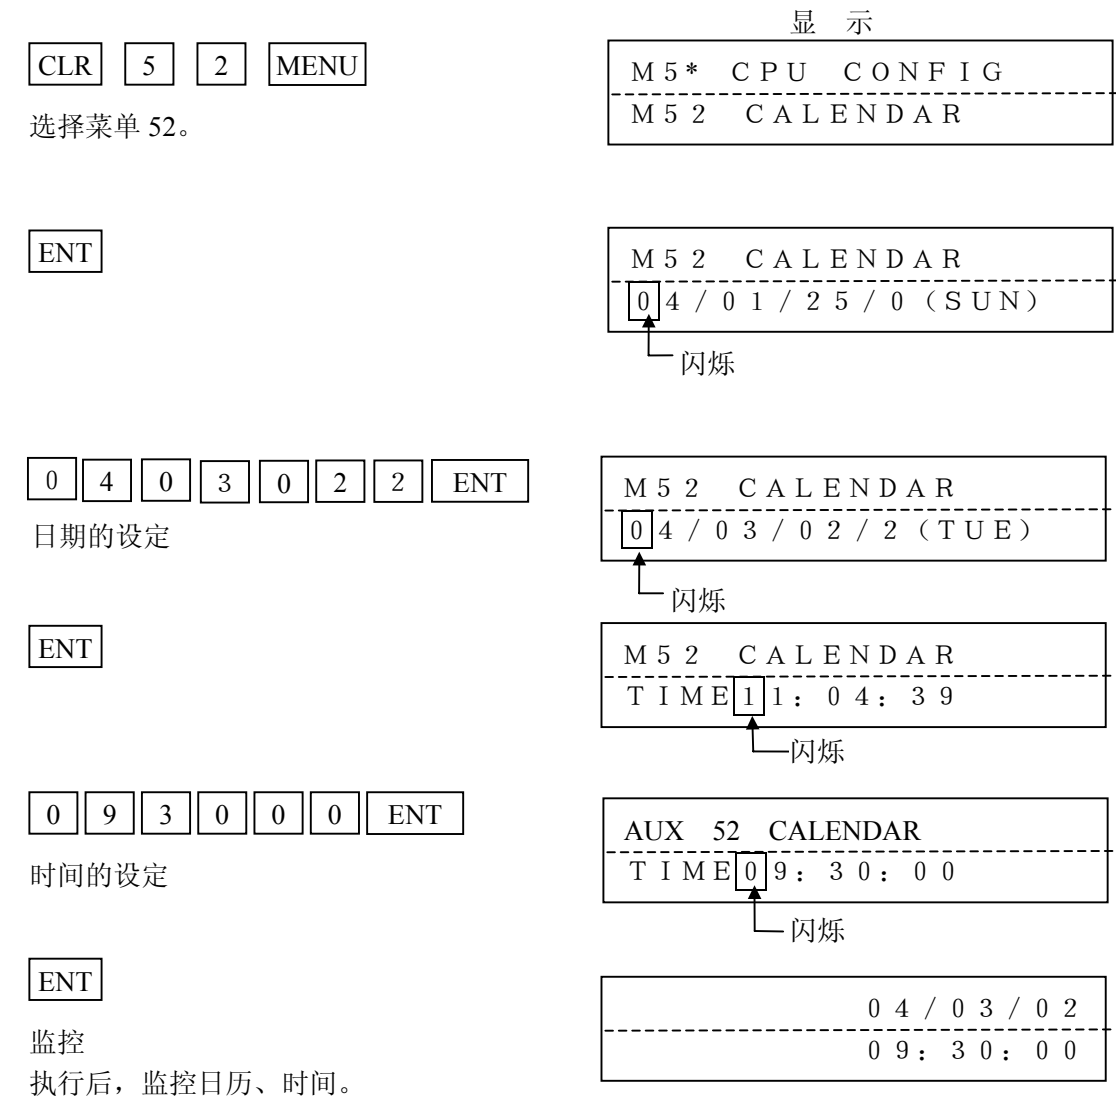 显 示
CLR 5 2 MENU
M5* CPU CONFIG
M52 CALENDAR
选择菜单 52。
ENT
M52 CALENDAR
04/01/25/0(SUN)
闪烁
0 4 0 3 0 2 2 ENT
M52 CALENDAR
04/03/02/2(TUE)
日期的设定
闪烁
ENT
M52 CALENDAR
TIME11:04:39
闪烁
0 9 3 0 0 0 ENT
AUX 52 CALENDAR
TIME09:30:00
时间的设定
闪烁
ENT
04/03/02
09:30:00
监控
执行后，监控日历、时间。